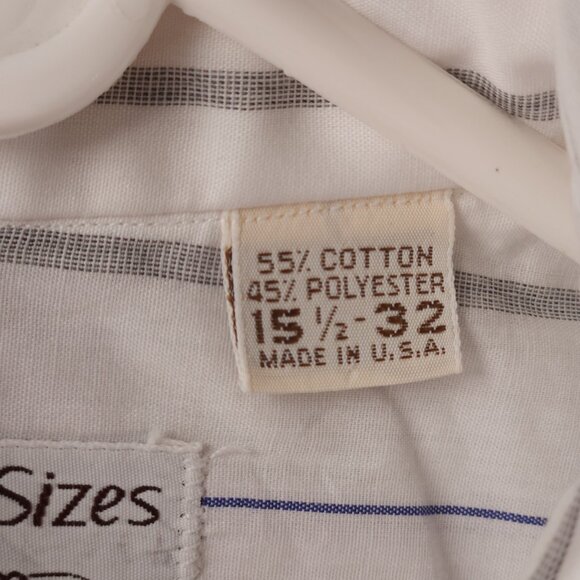 55% COTTON
45% POLYESTER
15 ½ - 32
MADE IN U.S.A.
Sizes